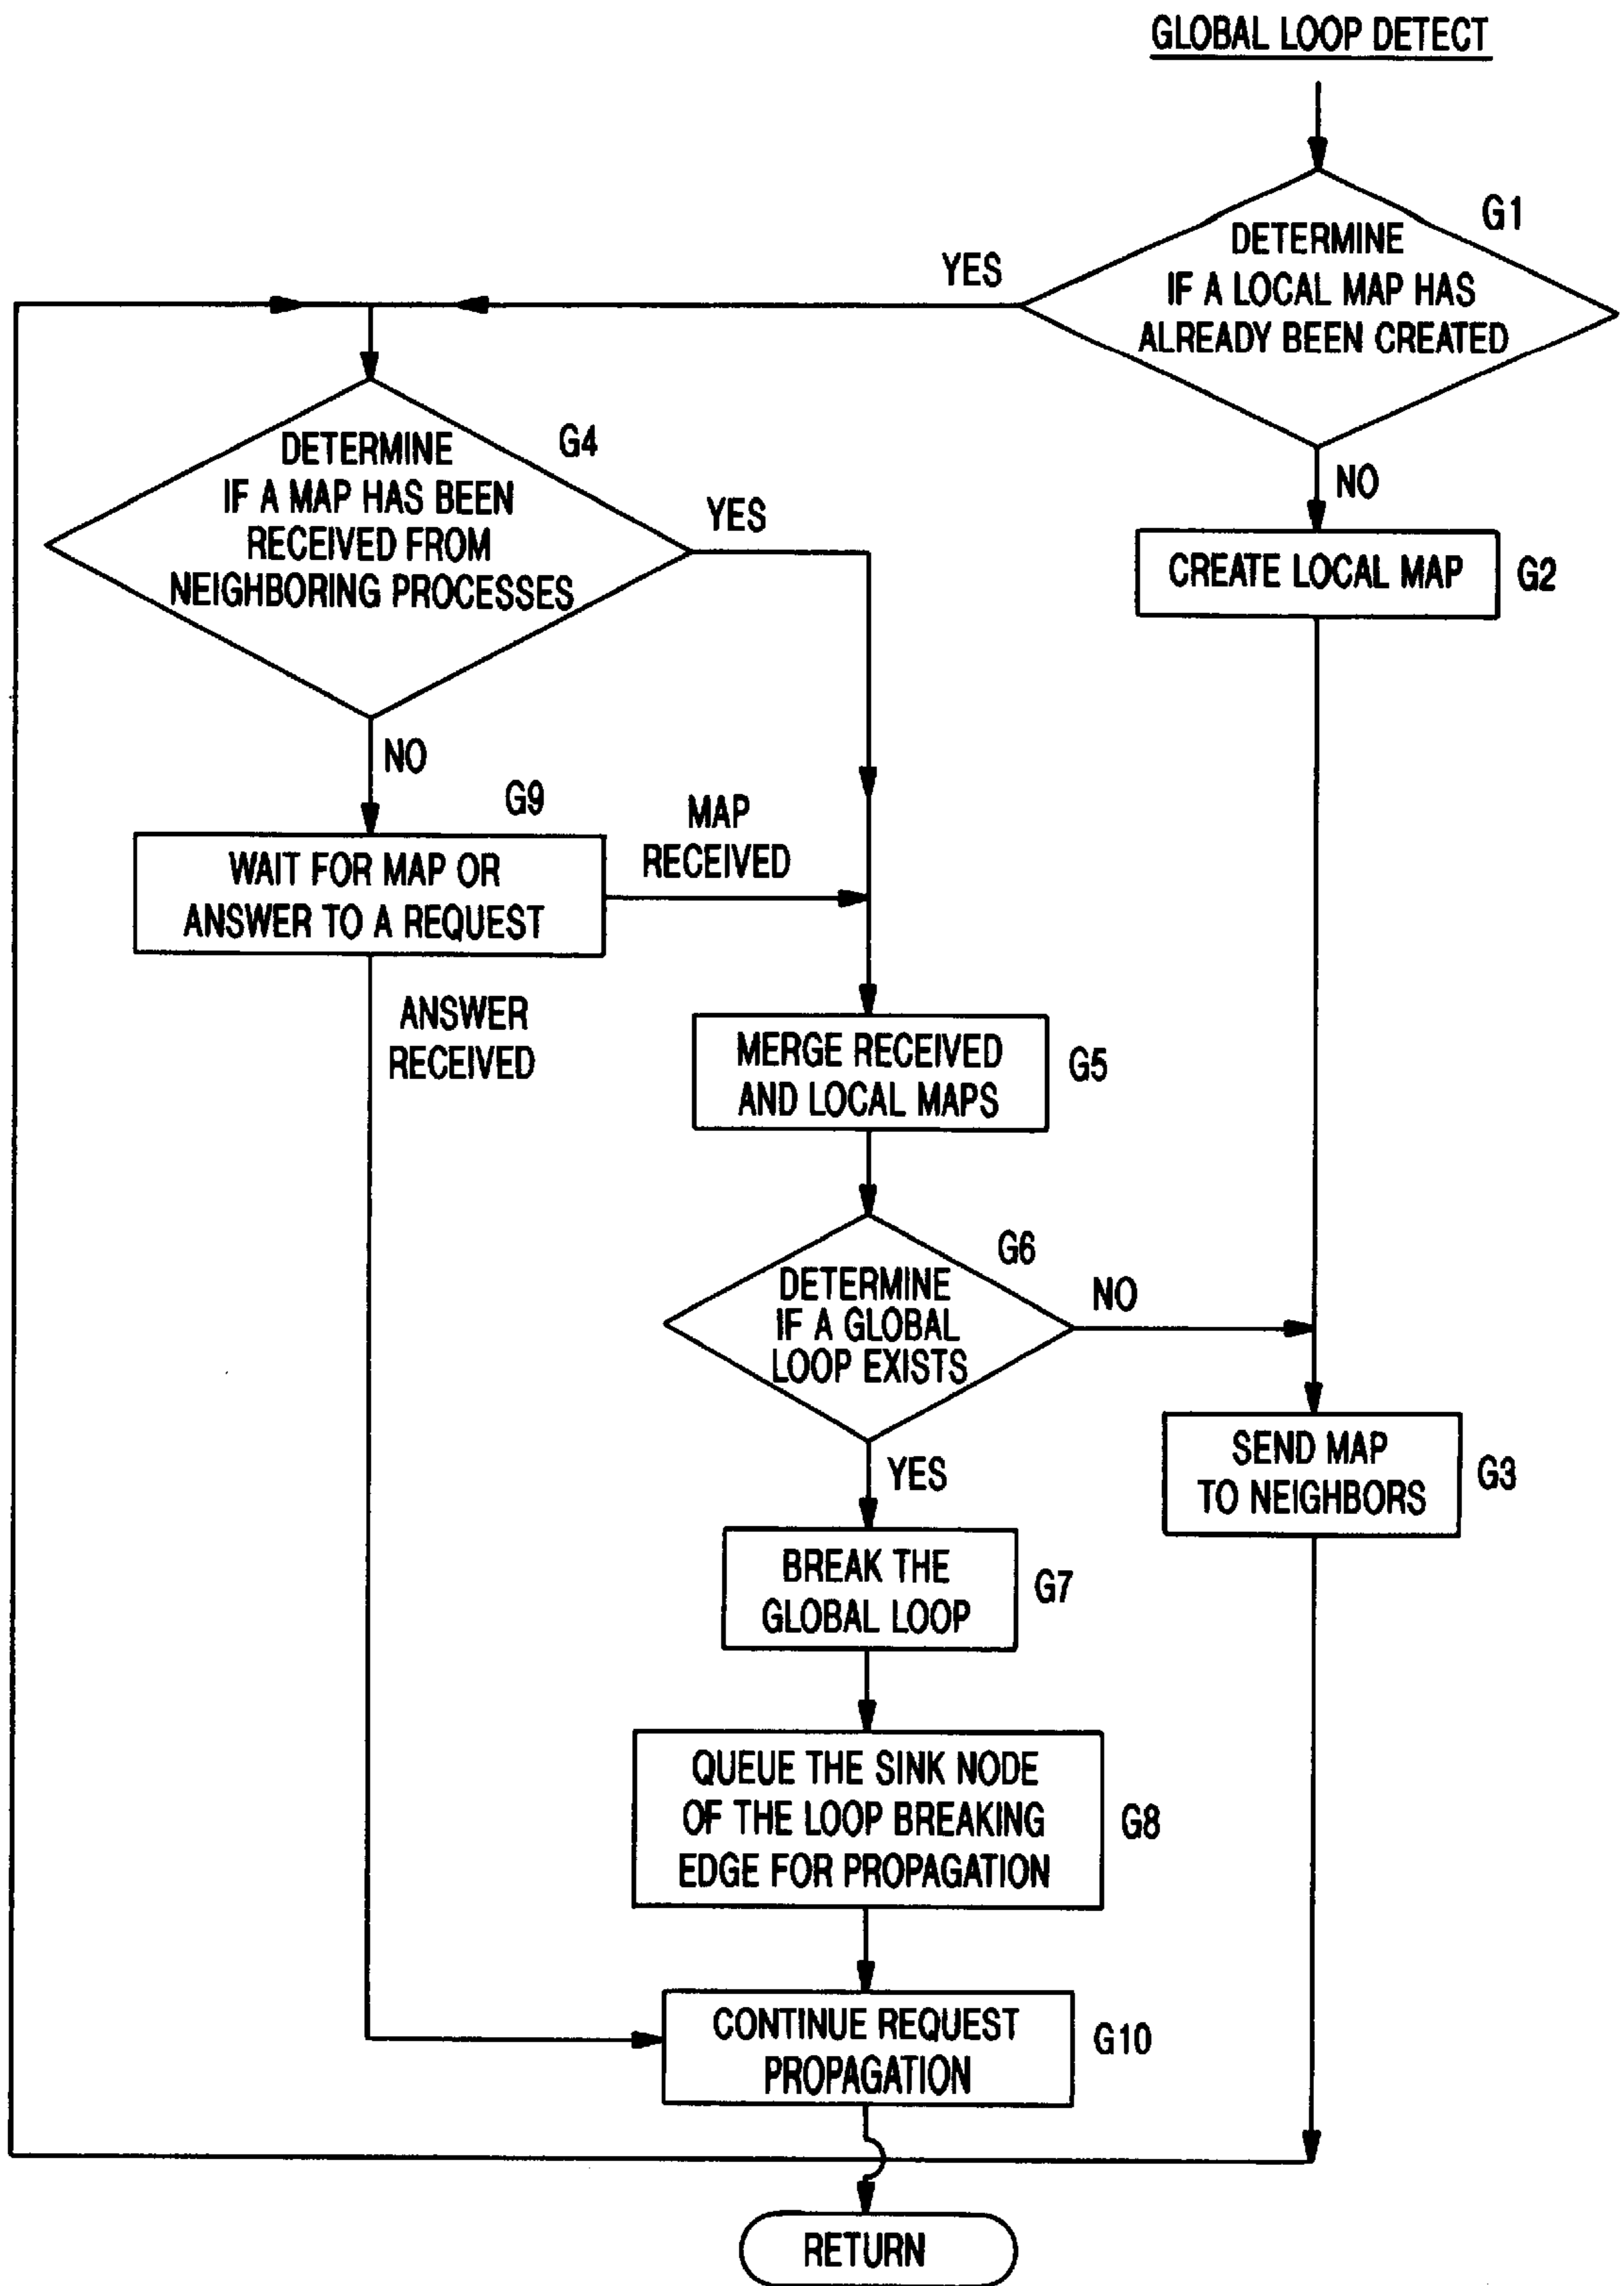 GLOBAL LOOP DETECT
G1
DETERMINE
IF A LOCAL MAP HAS
ALREADY BEEN CREATED
YES
NO
CREATE LOCAL MAP
G2
G4
DETERMINE
IF A MAP HAS BEEN
RECEIVED FROM
NEIGHBORING PROCESSES
YES
NO
G9
WAIT FOR MAP OR
ANSWER TO A REQUEST
MAP
RECEIVED
ANSWER
RECEIVED
MERGE RECEIVED
AND LOCAL MAPS
G5
G6
DETERMINE
IF A GLOBAL
LOOP EXISTS
NO
YES
SEND MAP
TO NEIGHBORS
G3
BREAK THE
GLOBAL LOOP
G7
QUEUE THE SINK NODE
OF THE LOOP BREAKING
EDGE FOR PROPAGATION
G8
CONTINUE REQUEST
PROPAGATION
G10
RETURN